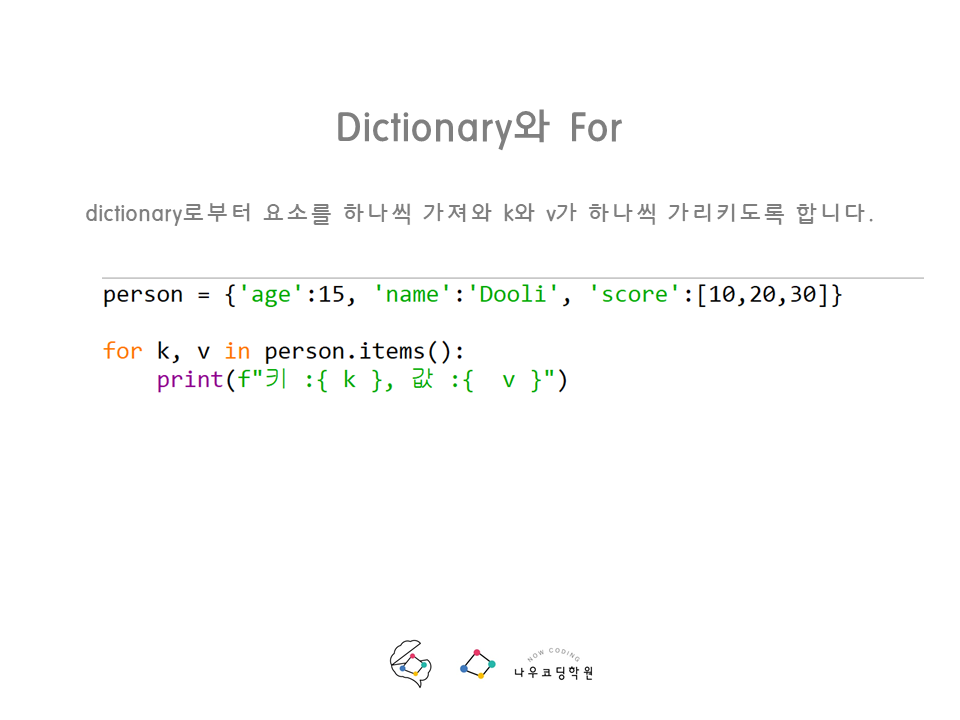 Dictionary와 For
dictionary로부터 요소를 하나씩 가져와 k와 v가 하나씩 가리키도록 합니다.
person = {'age':15, 'name':'Dooli', 'score':[10,20,30]}
for k, v in person.items():
    print(f"키 :{ k }, 값 :{  v }")
NOW CODING
나우코딩학원